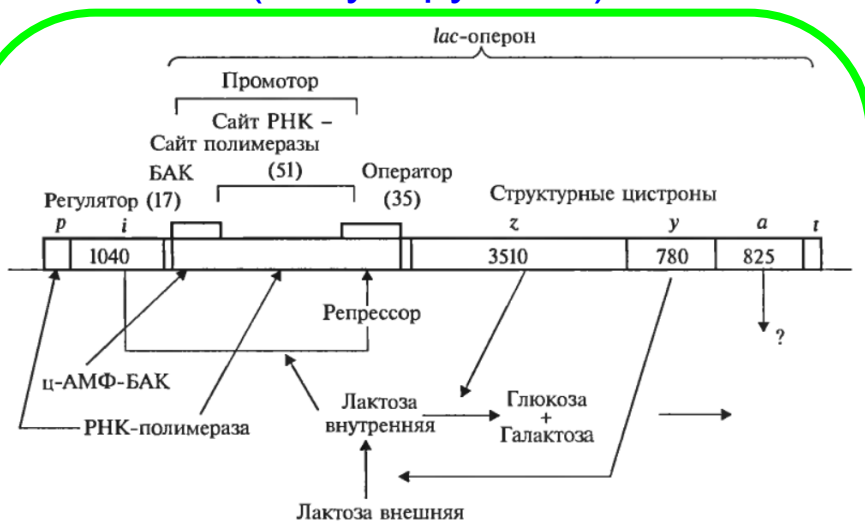 lac-оперон
Промотор
Сайт РНК –
Сайт полимеразы
БАК (51) Оператор
Регулятор (17) (35) Структурные цистроны
p i z y a t
1040 3510 780 825
Репрессор
?
ц-АМФ-БАК
Лактоза внутренняя
Глюкоза + Галактоза
РНК-полимераза
Лактоза внешняя